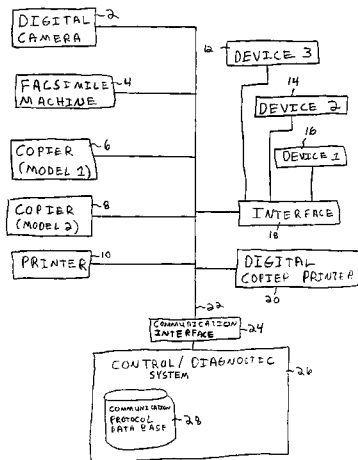 DIGITAL
CAMERA
2
FACSIMILE
MACHINE
4
COPIER
(MODEL 1)
6
COPIER
(MODEL 2)
8
PRINTER
10
12
DEVICE 3
14
DEVICE 2
16
DEVICE 1
INTERFACE
18
DIGITAL
COPIER PRINTER
20
22
COMMUNICATION
INTERFACE
24
CONTROL/DIAGNOSTIC
SYSTEM
26
COMMUNICATION
PROTOCOL
DATA BASE
28